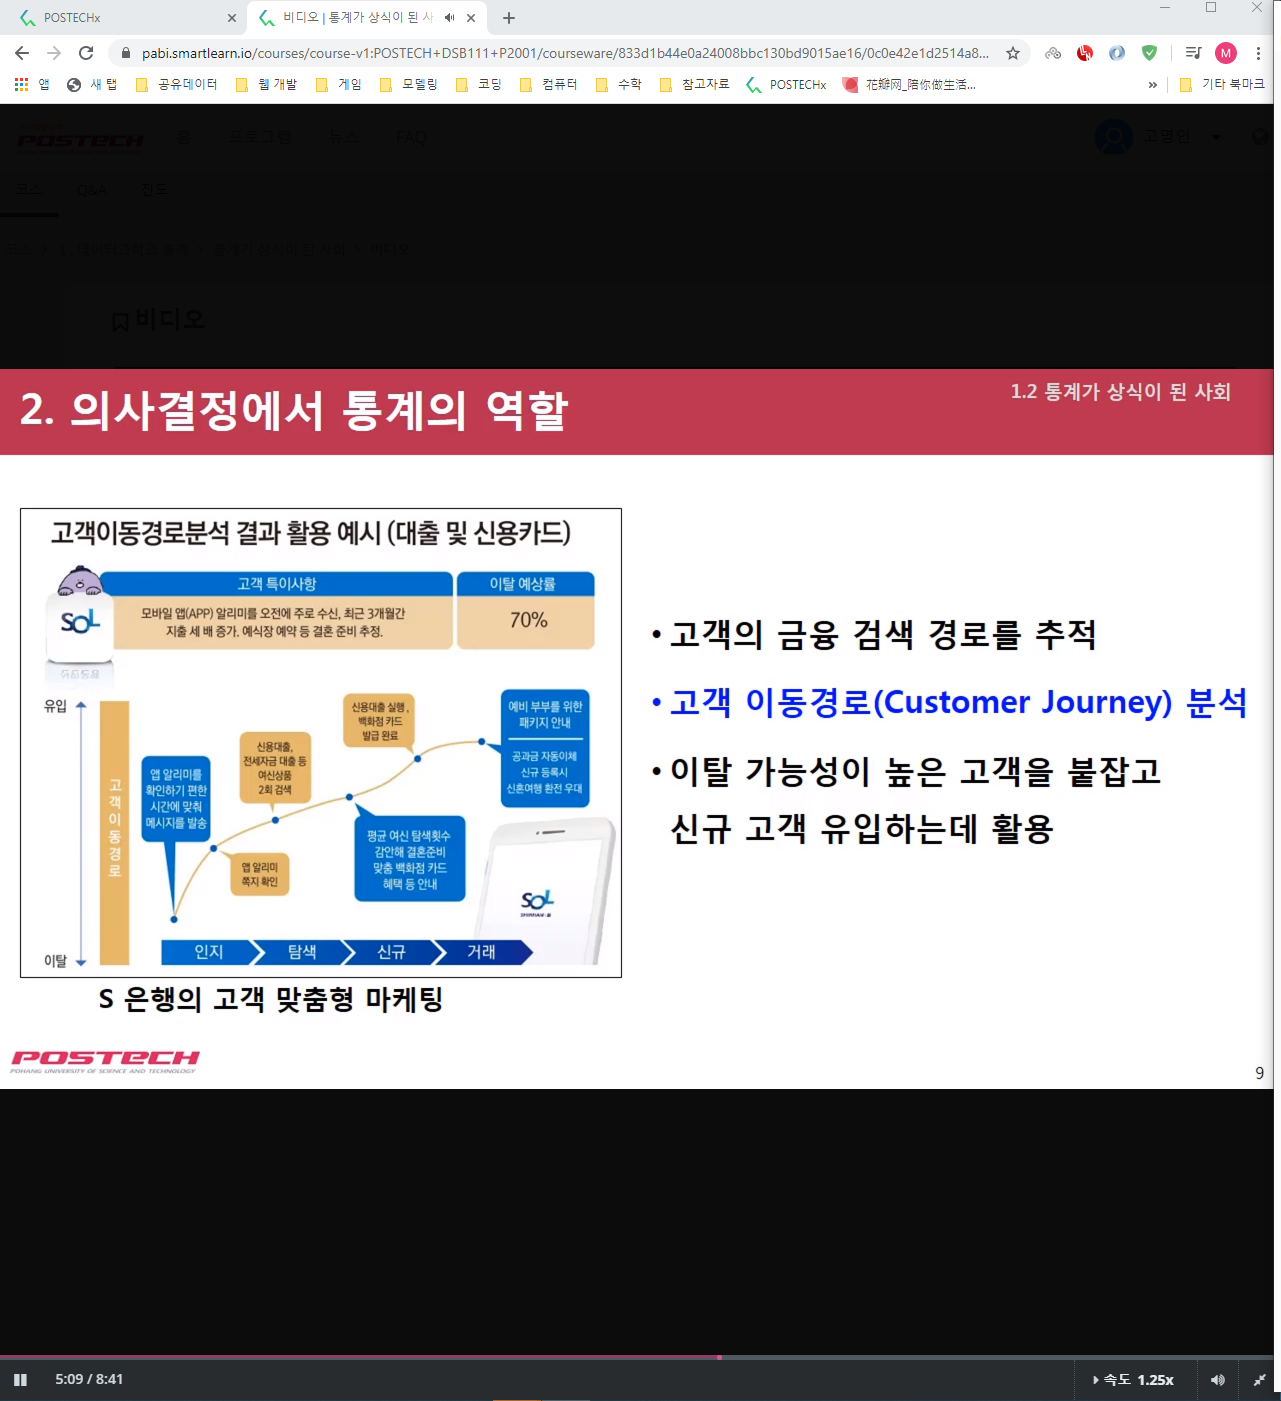 POSTECHx
비디오 | 통계가 상식이 된 사
pabi.smartlearn.io/courses/course-v1:POSTECH+DSB111+P2001/courseware/833d1b44e0a24008bbc130bd9015ae16/0c0e42e1d2514a8...
M
앱 새 탭 공유데이터 웹 개발 게임 모델링 코딩 컴퓨터 수학 참고자료 POSTECHx 花瓣网_陪你做生活... » 기타 북마크
POSTECH 홈 프로그램 뉴스 FAQ 고명인
코스 Q&A 진도
비디오
2. 의사결정에서 통계의 역할
1.2 통계가 상식이 된 사회
고객이동경로분석 결과 활용 예시 (대출 및 신용카드)
고객 특이사항
이탈 예상률
SOL
모바일 앱(APP) 알리미를 오전에 주로 수신, 최근 3개월간
지출 세 배 증가. 예식장 예약 등 결혼 준비 추정.
70%
유입
고객이동경로
이탈
앱 알리미를
확인하기 편한
시간에 맞춰
메시지를 발송
앱 알리미
쪽지 확인
신용대출,
전세자금 대출 등
여신상품
2회 검색
평균 여신 탐색횟수
감안해 결혼준비
맞춤 백화점 카드
혜택 등 안내
신용대출 실행,
백화점 카드
발급 완료
예비 부부를 위한
패키지 안내
공과금 자동이체
신규 등록시
신혼여행 환전 우대
SOL
인지 탐색 신규 거래
S 은행의 고객 맞춤형 마케팅
• 고객의 금융 검색 경로를 추적
• 고객 이동경로(Customer Journey) 분석
• 이탈 가능성이 높은 고객을 붙잡고
신규 고객 유입하는데 활용
POSTECH
POHANG UNIVERSITY OF SCIENCE AND TECHNOLOGY
9
5:09 / 8:41
속도 1.25x